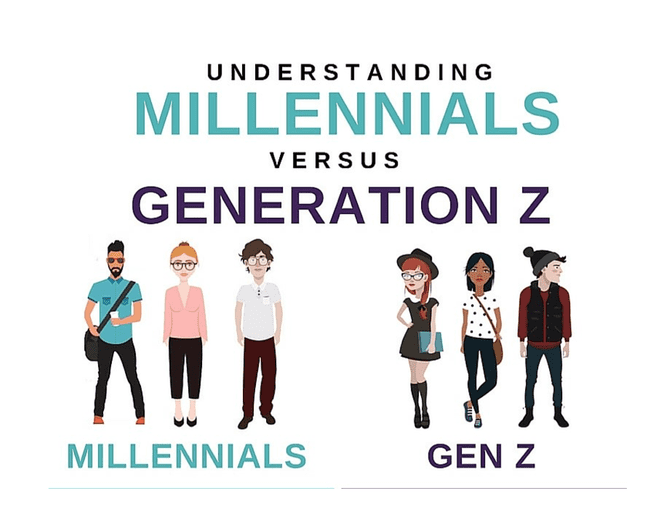 UNDERSTANDING
MILLENNIALS
VERSUS
GENERATION Z
MILLENNIALS
GEN Z